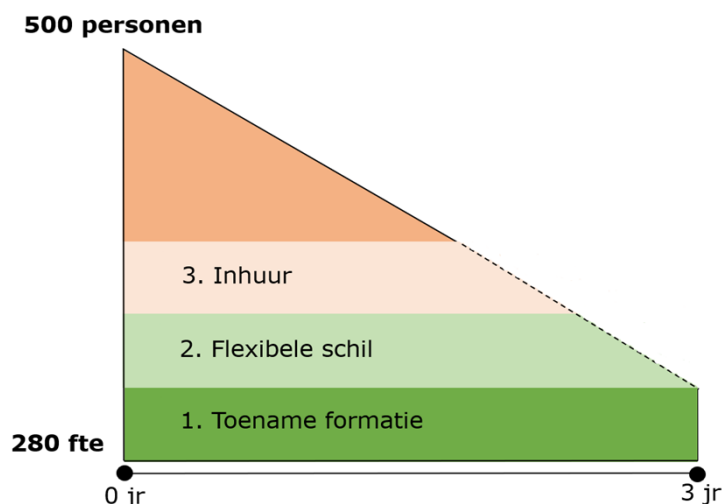 500 personen
3. Inhuur
2. Flexibele schil
1. Toename formatie
280 fte
0 jr
3 jr